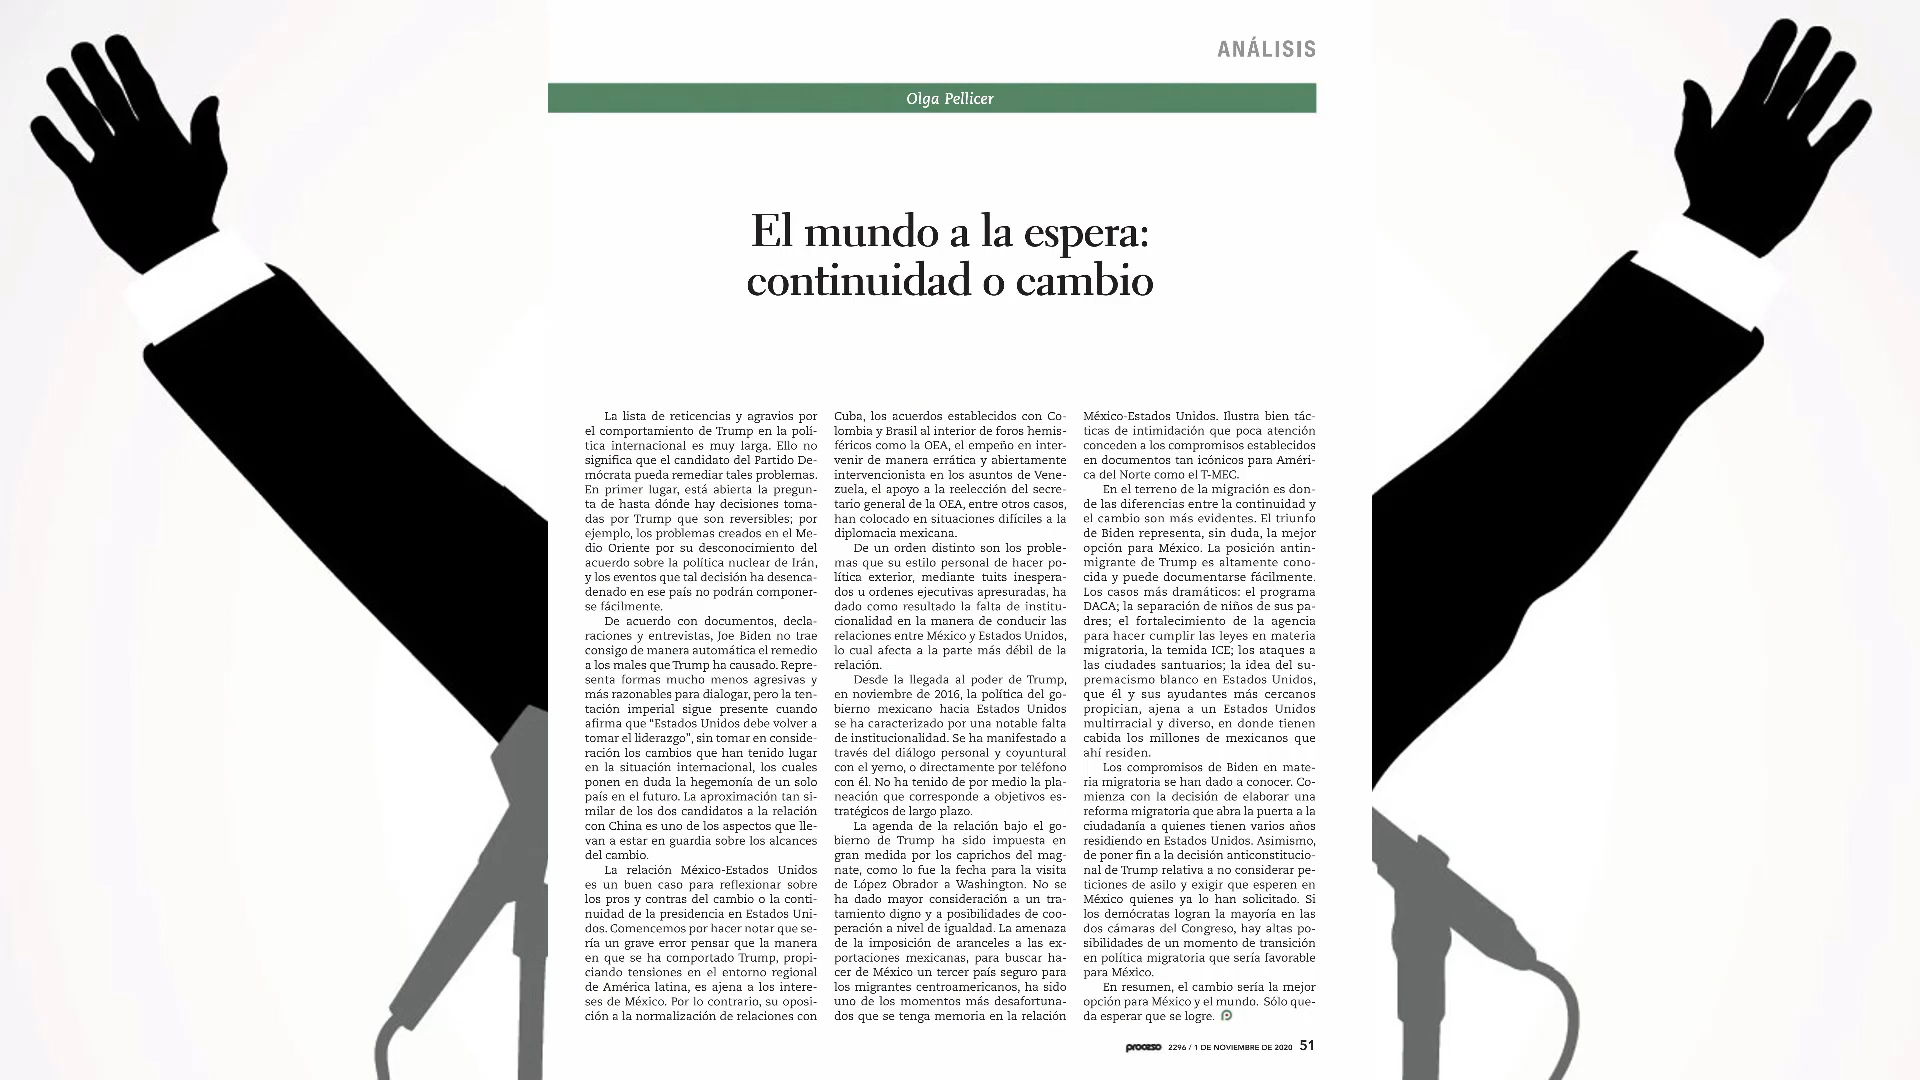 ANÁLISIS
Olga Pellicer
El mundo a la espera:
continuidad o cambio
La lista de reticencias y agravios por
el comportamiento de Trump en la polí-
tica internacional es muy larga. Ello no
significa que el candidato del Partido De-
mócrata pueda remediar tales problemas.
En primer lugar, está abierta la pregun-
ta de hasta dónde hay decisiones toma-
das por Trump que son reversibles; por
ejemplo, los problemas creados en el Me-
dio Oriente por su desconocimiento del
acuerdo sobre la política nuclear de Irán,
y los eventos que tal decisión ha desenca-
denado en ese país no podrán componer-
se fácilmente.
De acuerdo con documentos, decla-
raciones y entrevistas, Joe Biden no trae
consigo de manera automática el remedio
a los males que Trump ha causado. Repre-
senta formas mucho menos agresivas y
más razonables para dialogar, pero la ten-
tación imperial sigue presente cuando
afirma que "Estados Unidos debe volver a
tomar el liderazgo", sin tomar en conside-
ración los cambios que han tenido lugar
en la situación internacional, los cuales
ponen en duda la hegemonía de un solo
país en el futuro. La aproximación tan si-
milar de los dos candidatos a la relación
con China es uno de los aspectos que lle-
van a estar en guardia sobre los alcances
del cambio.
La relación México-Estados Unidos
es un buen caso para reflexionar sobre
los pros y contras del cambio o la conti-
nuidad de la presidencia en Estados Uni-
dos. Comencemos por hacer notar que se-
ría un grave error pensar que la manera
en que se ha comportado Trump, propi-
ciando tensiones en el entorno regional
de América latina, es ajena a los intere-
ses de México. Por lo contrario, su oposi-
ción a la normalización de relaciones con
Cuba, los acuerdos establecidos con Co-
lombia y Brasil al interior de foros hemis-
féricos como la OEA, el empeño en inter-
venir de manera errática y abiertamente
intervencionista en los asuntos de Vene-
zuela, el apoyo a la reelección del secre-
tario general de la OEA, entre otros casos,
han colocado en situaciones difíciles a la
diplomacia mexicana.
De un orden distinto son los proble-
mas que su estilo personal de hacer po-
lítica exterior, mediante tuits inespera-
dos u ordenes ejecutivas apresuradas, ha
dado como resultado la falta de institu-
cionalidad en la manera de conducir las
relaciones entre México y Estados Unidos,
lo cual afecta a la parte más débil de la
relación.
Desde la llegada al poder de Trump,
en noviembre de 2016, la política del go-
bierno mexicano hacia Estados Unidos
se ha caracterizado por una notable falta
de institucionalidad. Se ha manifestado a
través del diálogo personal y coyuntural
con el yerno, o directamente por teléfono
con él. No ha tenido de por medio la pla-
neación que corresponde a objetivos es-
tratégicos de largo plazo.
La agenda de la relación bajo el go-
bierno de Trump ha sido impuesta en
gran medida por los caprichos del mag-
nate, como lo fue la fecha para la visita
de López Obrador a Washington. No se
ha dado mayor consideración a un tra-
tamiento digno y a posibilidades de coo-
peración a nivel de igualdad. La amenaza
de la imposición de aranceles a las ex-
portaciones mexicanas, para buscar ha-
cer de México un tercer país seguro para
los migrantes centroamericanos, ha sido
uno de los momentos más desafortuna-
dos que se tenga memoria en la relación
México-Estados Unidos. Ilustra bien tác-
ticas de intimidación que poca atención
conceden a los compromisos establecidos
en documentos tan icónicos para Améri-
ca del Norte como el T-MEC.
En el terreno de la migración es don-
de las diferencias entre la continuidad y
el cambio son más evidentes. El triunfo
de Biden representa, sin duda, la mejor
opción para México. La posición antin-
migrante de Trump es altamente cono-
cida y puede documentarse fácilmente.
Los casos más dramáticos: el programa
DACA; la separación de niños de sus pa-
dres; el fortalecimiento de la agencia
para hacer cumplir las leyes en materia
migratoria, la temida ICE; los ataques a
las ciudades santuarios; la idea del su-
premacismo blanco en Estados Unidos,
que él y sus ayudantes más cercanos
propician, ajena a un Estados Unidos
multirracial y diverso, en donde tienen
cabida los millones de mexicanos que
ahí residen.
Los compromisos de Biden en mate-
ria migratoria se han dado a conocer. Co-
mienza con la decisión de elaborar una
reforma migratoria que abra la puerta a la
ciudadanía a quienes tienen varios años
residiendo en Estados Unidos. Asimismo,
de poner fin a la decisión anticonstitucio-
nal de Trump relativa a no considerar pe-
ticiones de asilo y exigir que esperen en
México quienes ya lo han solicitado. Si
los demócratas logran la mayoría en las
dos cámaras del Congreso, hay altas po-
sibilidades de un momento de transición
en política migratoria que sería favorable
para México.
En resumen, el cambio sería la mejor
opción para México y el mundo. Sólo que-
da esperar que se logre.
proceso 2296 / 1 DE NOVIEMBRE DE 2020 51